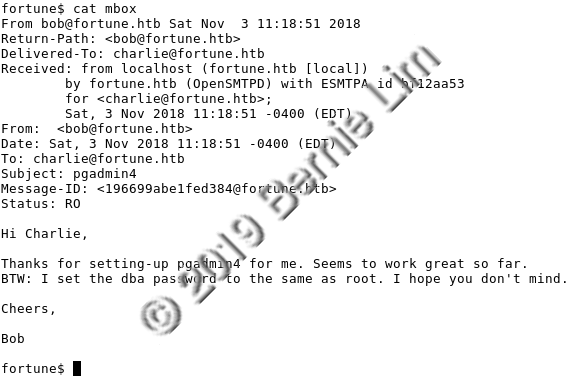 fortune$ cat mbox
From bob@fortune.htb Sat Nov  3 11:18:51 2018
Return-Path: <bob@fortune.htb>
Delivered-To: charlie@fortune.htb
Received: from localhost (fortune.htb [local])
        by fortune.htb (OpenSMTPD) with ESMTPA id bf12aa53
        for <charlie@fortune.htb>;
        Sat, 3 Nov 2018 11:18:51 -0400 (EDT)
From:  <bob@fortune.htb>
Date: Sat, 3 Nov 2018 11:18:51 -0400 (EDT)
To: charlie@fortune.htb
Subject: pgadmin4
Message-ID: <196699abe1fed384@fortune.htb>
Status: RO

Hi Charlie,

Thanks for setting-up pgadmin4 for me. Seems to work great so far.
BTW: I set the dba password to the same as root. I hope you don't mind.

Cheers,

Bob

fortune$
© 2019 Bernie Lim